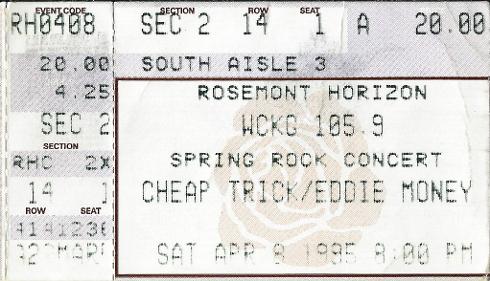 EVENT CODE SECTION ROW SEAT
RH0408 SEC 2 14 1 A 20.00
20.00 SOUTH AISLE 3
4.25 ROSEMONT HORIZON
SEC 2 WCKG 105.9
SECTION
RHC 2X SPRING ROCK CONCERT
14 1 CHEAP TRICK/EDDIE MONEY
ROW SEAT
SAT APR 8 1995 8:00 PM